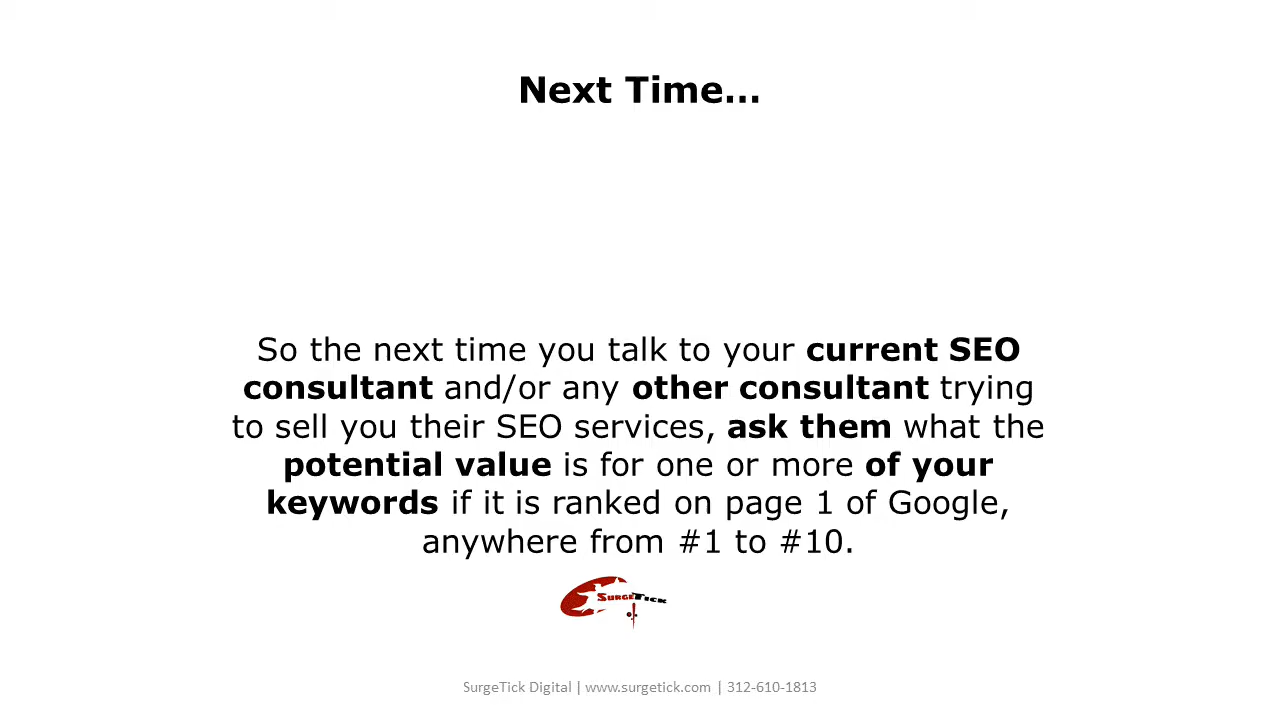 Next Time...
So the next time you talk to your current SEO
consultant and/or any other consultant trying
to sell you their SEO services, ask them what the
potential value is for one or more of your
keywords if it is ranked on page 1 of Google,
anywhere from #1 to #10.
SURGETICK
SurgeTick Digital | www.surgetick.com | 312-610-1813